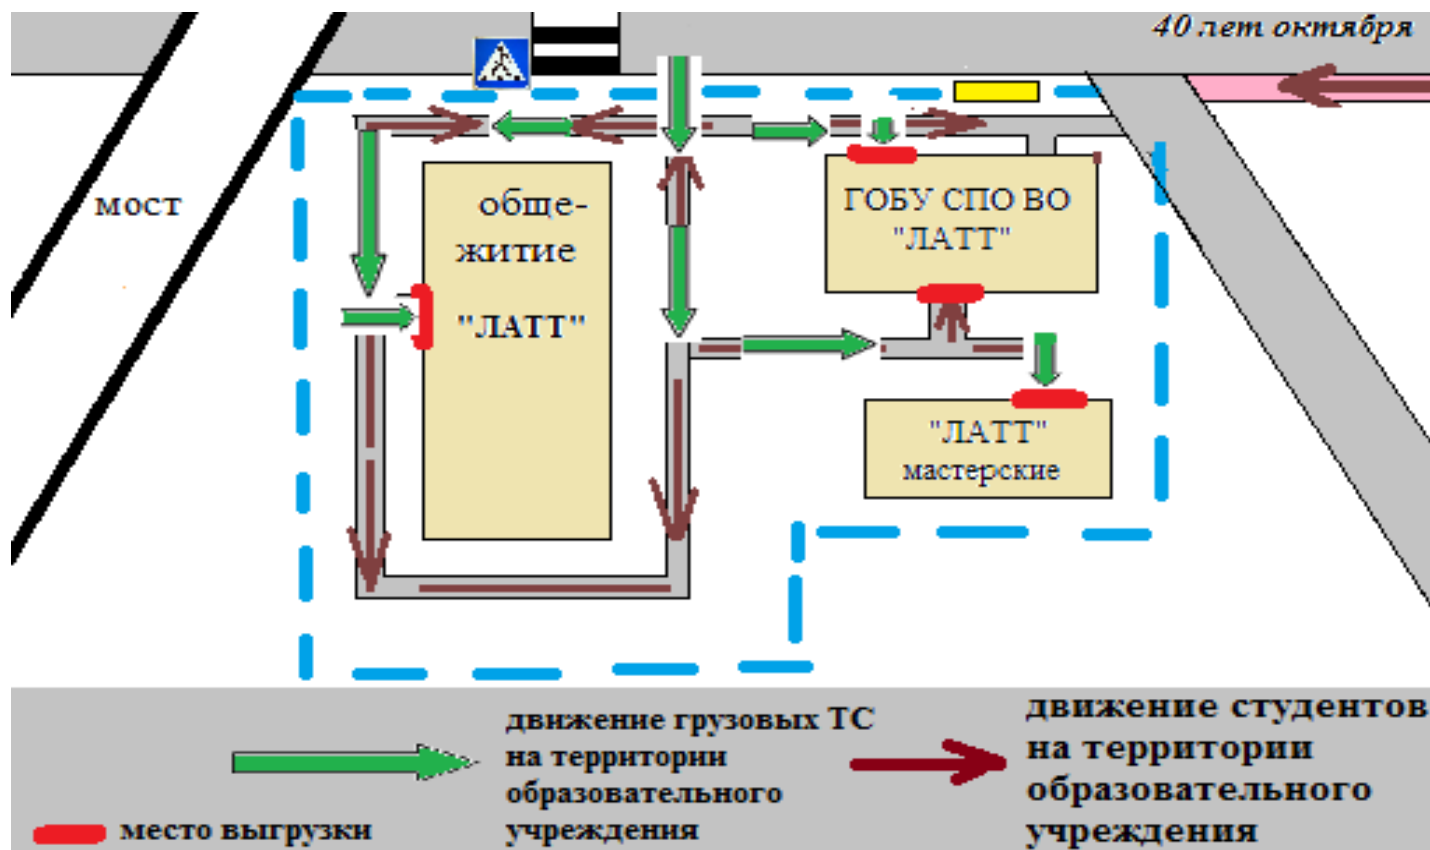 40 лет октября
мост
обще-
житие
"ЛАТТ"
ГОБУ СПО ВО
"ЛАТТ"
"ЛАТТ"
мастерские
движение грузовых ТС
на территории
образовательного
учреждения
движение студентов
на территории
образовательного
учреждения
место выгрузки